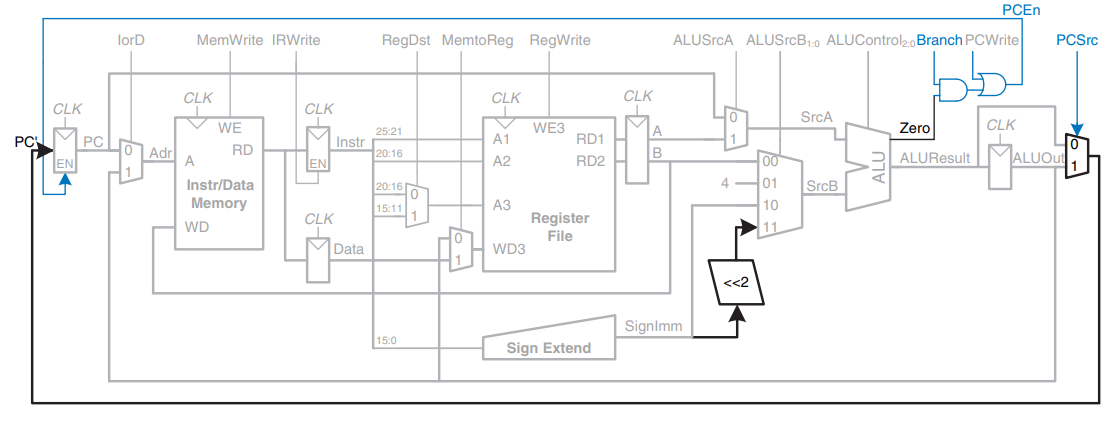 PCEn
IorD MemWrite IRWrite RegDst MemtoReg RegWrite ALUSrcA ALUSrcB1:0 ALUControl2:0 Branch PCWrite PCSrc
CLK CLK CLK CLK CLK CLK
PC' PC EN
0 1 Adr
A WE RD
Instr/Data
Memory
WD
EN Instr
CLK
Data
25:21
20:16
20:16
15:11
15:0
0 1
0 1
A1 WE3 RD1
A2 RD2
A3
Register
File
WD3
A
B
0 1
SrcA
4
00
01
10
11
SrcB
<<2
Sign Extend
SignImm
ALU
Zero
ALUResult
ALUOut
0
1